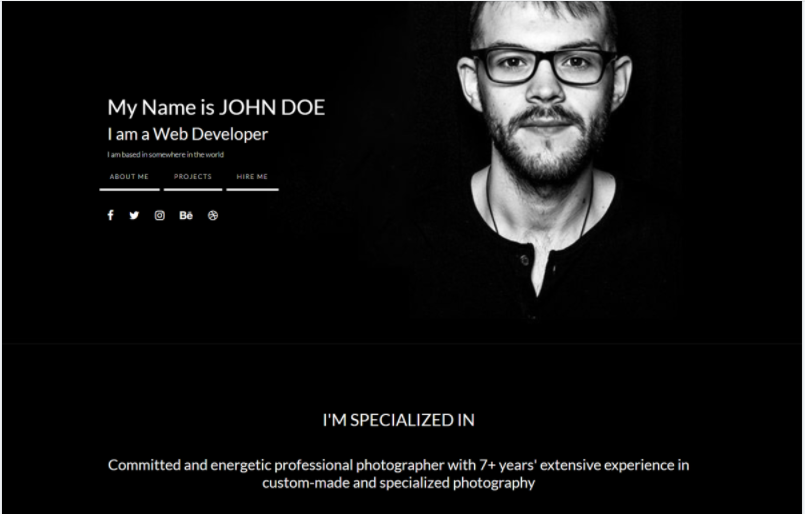 My Name is JOHN DOE
I am a Web Developer
I am based in somewhere in the world
ABOUT ME PROJECTS HIRE ME
Bē
I'M SPECIALIZED IN
Committed and energetic professional photographer with 7+ years' extensive experience in
custom-made and specialized photography